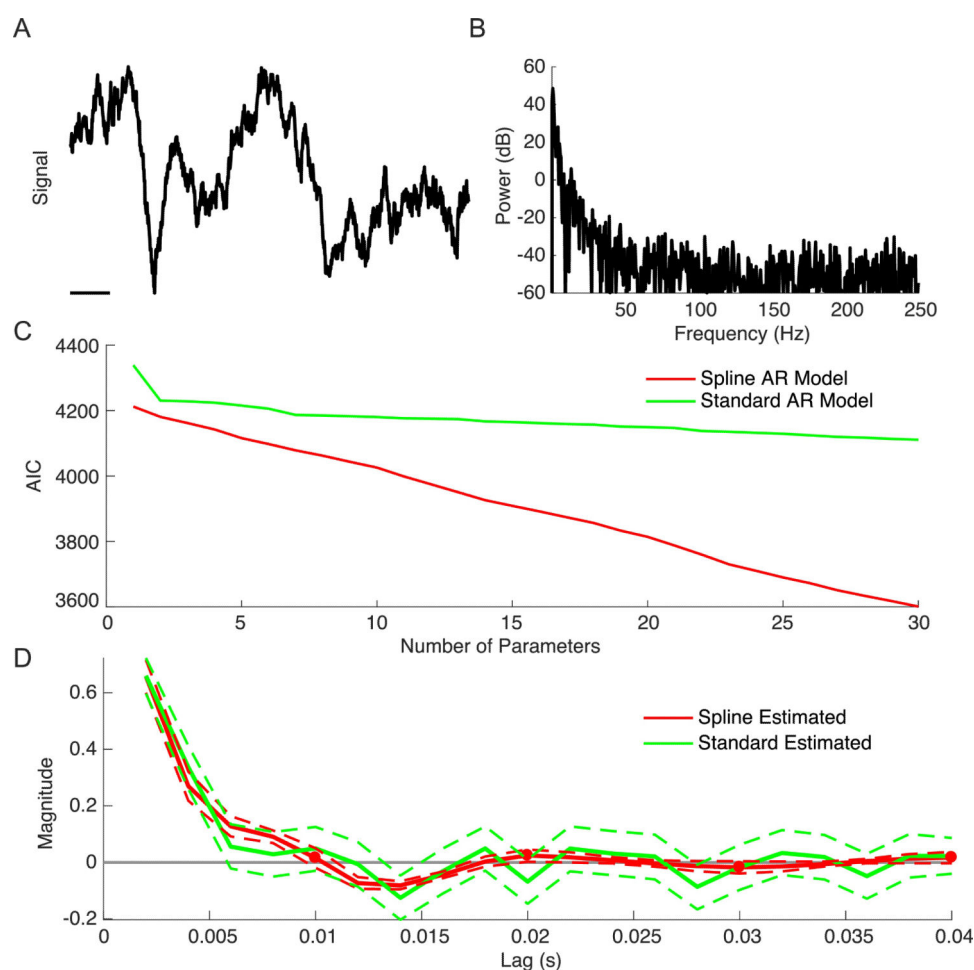 A
Signal
B
Power (dB)
60
40
20
0
-20
-40
-60
50 100 150 200 250
Frequency (Hz)
C
AIC
4400
4200
4000
3800
3600
Spline AR Model
Standard AR Model
0 5 10 15 20 25 30
Number of Parameters
D
Magnitude
0.6
0.4
0.2
0
-0.2
Spline Estimated
Standard Estimated
0 0.005 0.01 0.015 0.02 0.025 0.03 0.035 0.04
Lag (s)